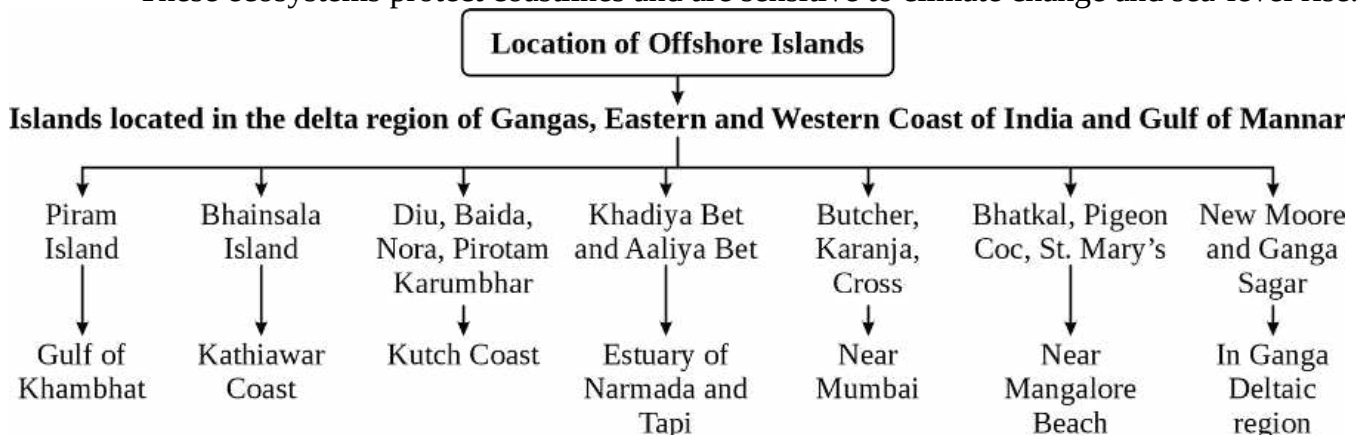 These ecosystems protect coastlines and are sensitive to climate change and sea-level rise.
Location of Offshore Islands
Islands located in the delta region of Gangas, Eastern and Western Coast of India and Gulf of Mannar
Piram
Island
Gulf of
Khambhat
Bhainsala
Island
Kathiawar
Coast
Diu, Baida,
Nora, Pirotam
Karumbhar
Kutch Coast
Khadiya Bet
and Aaliya Bet
Estuary of
Narmada and
Tapi
Butcher,
Karanja,
Cross
Near
Mumbai
Bhatkal, Pigeon
Coc, St. Mary’s
Near
Mangalore
Beach
New Moore
and Ganga
Sagar
In Ganga
Deltaic
region